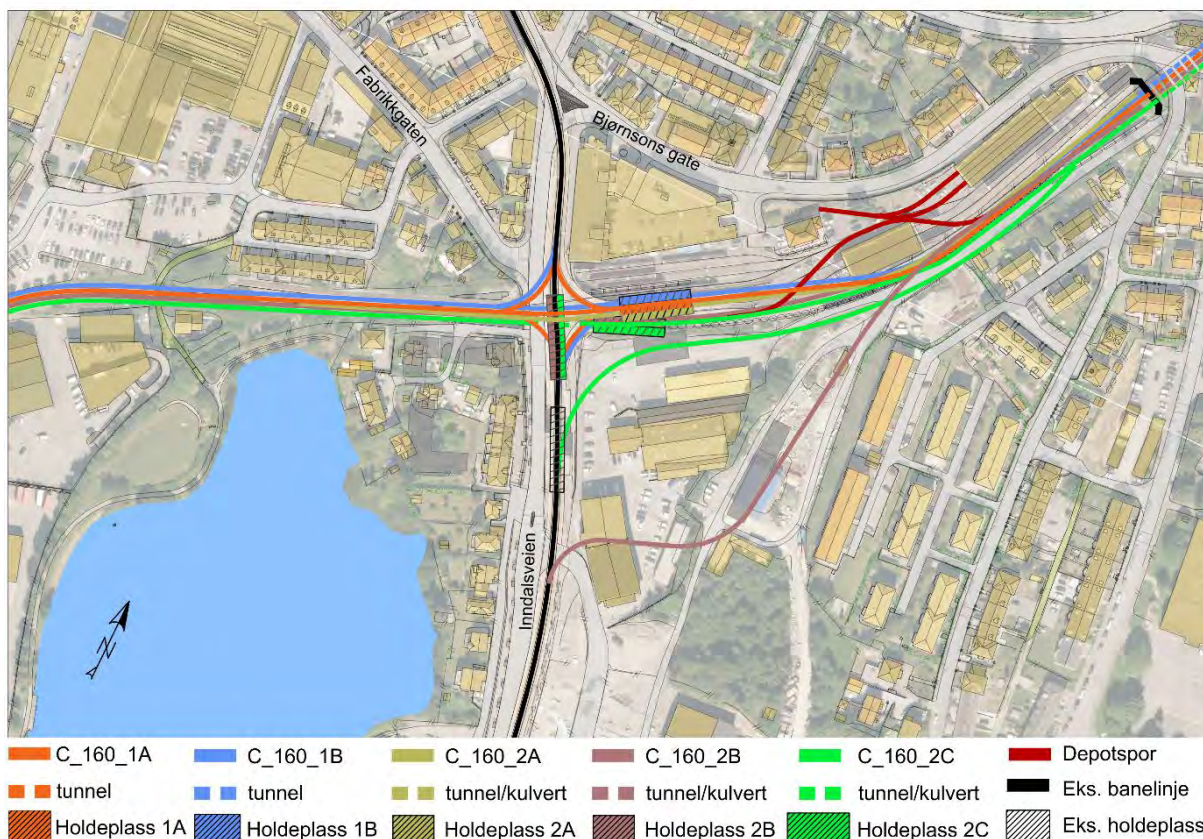 Fabrikkgaten
Bjørnsons gate
Inndalsveien
N
C_160_1A
C_160_1B
C_160_2A
C_160_2B
C_160_2C
Depotspor
tunnel
tunnel
tunnel/kulvert
tunnel/kulvert
tunnel/kulvert
Eks. banelinje
Holdeplass 1A
Holdeplass 1B
Holdeplass 2A
Holdeplass 2B
Holdeplass 2C
Eks. holdeplass